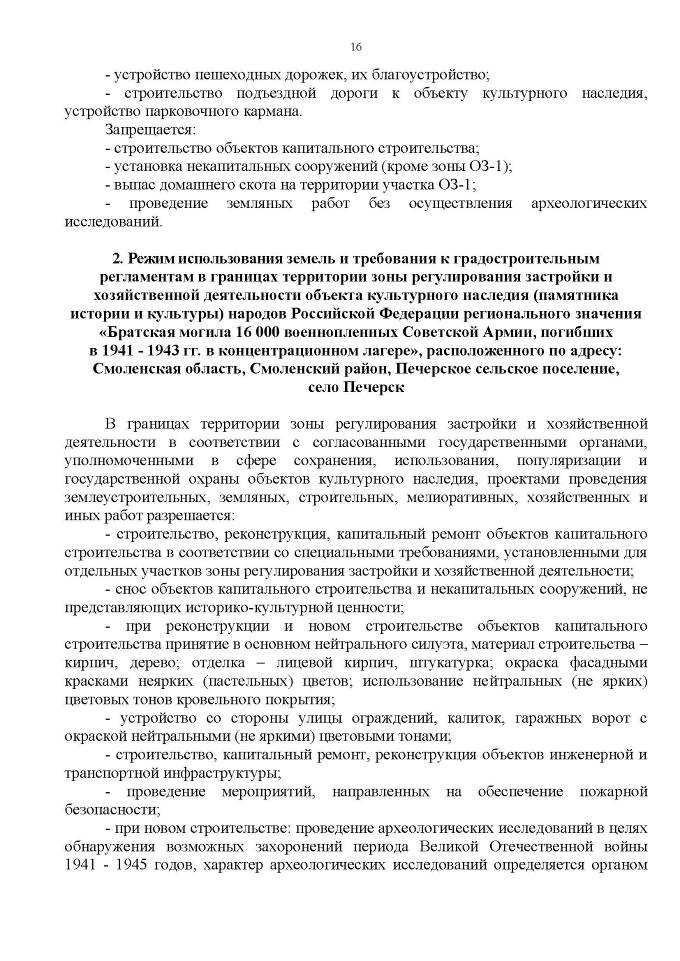 16
- устройство пешеходных дорожек, их благоустройство;
- строительство подъездной дороги к объекту культурного наследия,
устройство парковочного кармана.
Запрещается:
- строительство объектов капитального строительства;
- установка некапитальных сооружений (кроме зоны ОЗ-1);
- выпас домашнего скота на территории участка ОЗ-1;
- проведение земляных работ без осуществления археологических
исследований.
2. Режим использования земель и требования к градостроительным
регламентам в границах территории зоны регулирования застройки и
хозяйственной деятельности объекта культурного наследия (памятника
истории и культуры) народов Российской Федерации регионального значения
«Братская могила 16 000 военнопленных Советской Армии, погибших
в 1941 - 1943 гг. в концентрационном лагере», расположенного по адресу:
Смоленская область, Смоленский район, Печерское сельское поселение,
село Печерск
В границах территории зоны регулирования застройки и хозяйственной
деятельности в соответствии с согласованными государственными органами,
уполномоченными в сфере сохранения, использования, популяризации и
государственной охраны объектов культурного наследия, проектами проведения
землеустроительных, земляных, строительных, мелиоративных, хозяйственных и
иных работ разрешается:
- строительство, реконструкция, капитальный ремонт объектов капитального
строительства в соответствии со специальными требованиями, установленными для
отдельных участков зоны регулирования застройки и хозяйственной деятельности;
- снос объектов капитального строительства и некапитальных сооружений, не
представляющих историко-культурной ценности;
- при реконструкции и новом строительстве объектов капитального
строительства принятие в основном нейтрального силуэта, материал строительства –
кирпич, дерево; отделка – лицевой кирпич, штукатурка; окраска фасадными
красками неярких (пастельных) цветов; использование нейтральных (не ярких)
цветовых тонов кровельного покрытия;
- устройство со стороны улицы ограждений, калиток, гаражных ворот с
окраской нейтральными (не яркими) цветовыми тонами;
- строительство, капитальный ремонт, реконструкция объектов инженерной и
транспортной инфраструктуры;
- проведение мероприятий, направленных на обеспечение пожарной
безопасности;
- при новом строительстве: проведение археологических исследований в целях
обнаружения возможных захоронений периода Великой Отечественной войны
1941 - 1945 годов, характер археологических исследований определяется органом